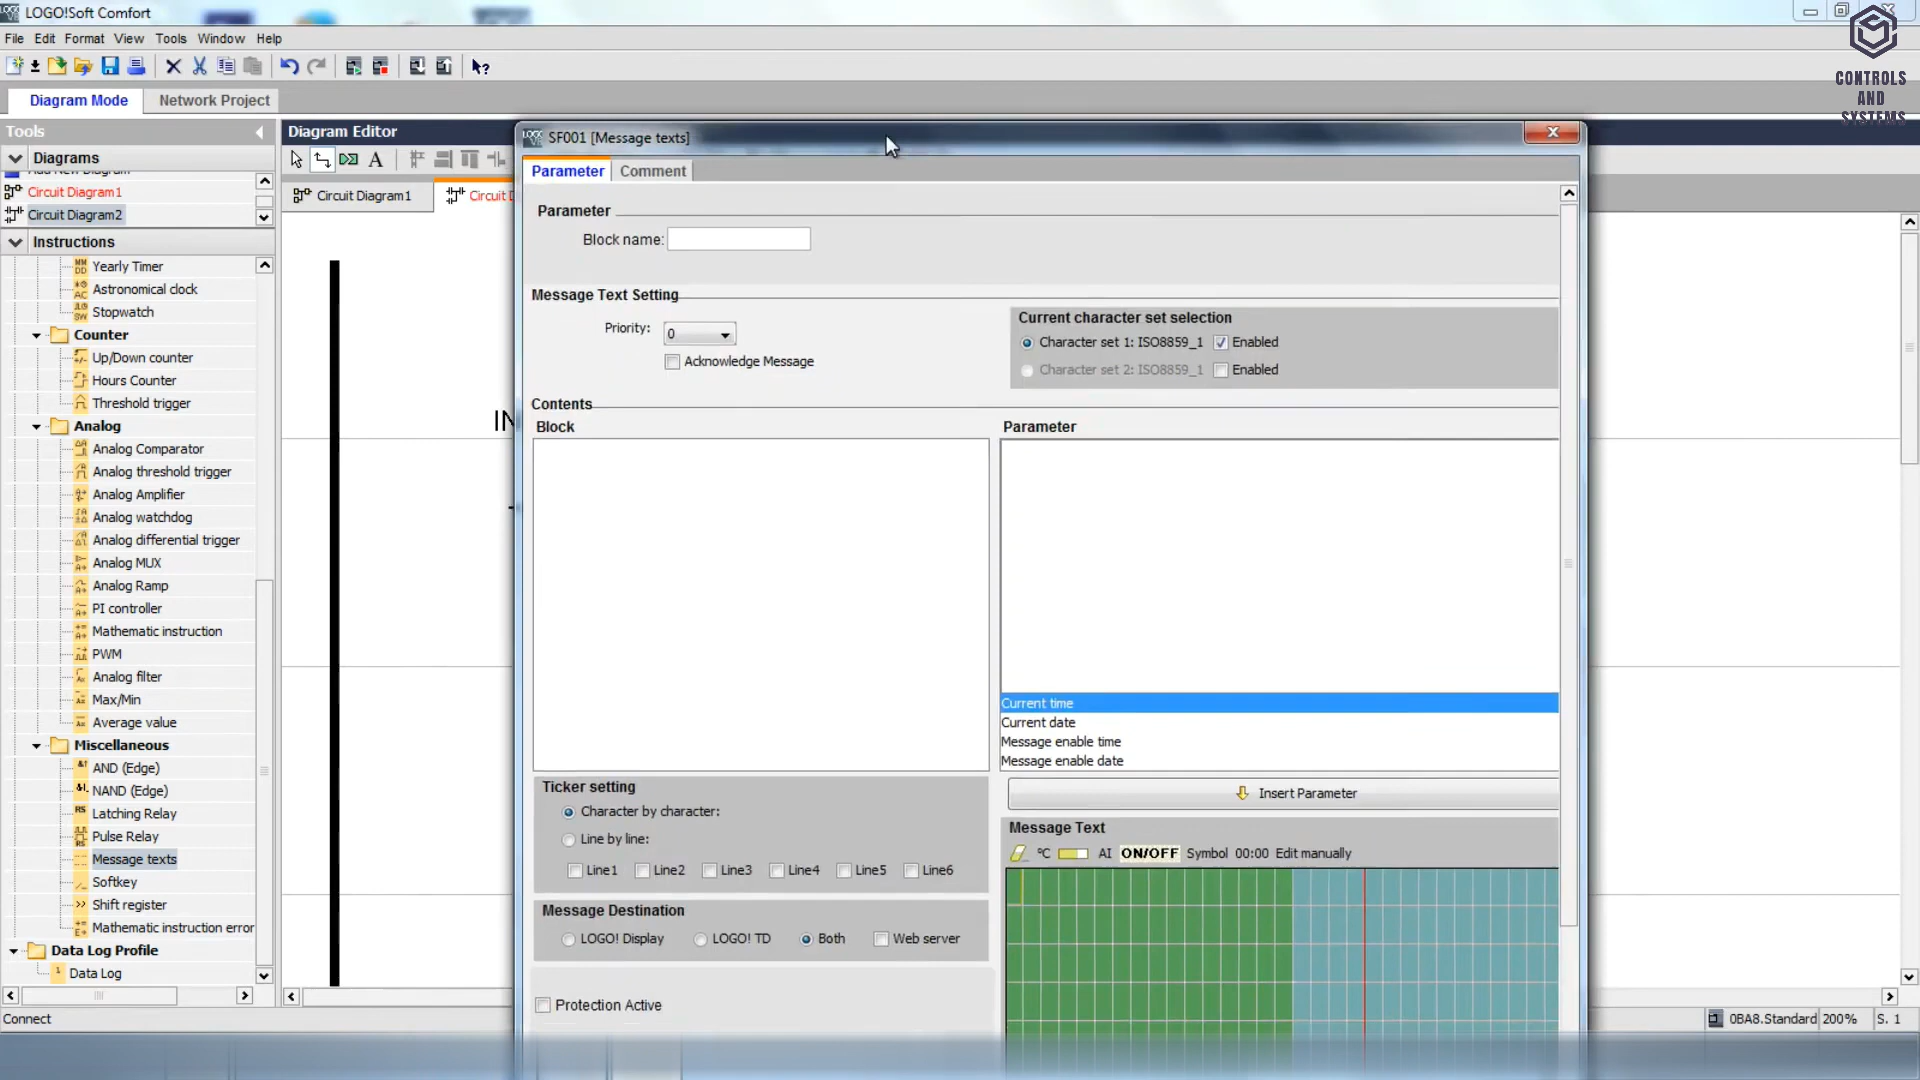 LOGO!Soft Comfort
File Edit Format View Tools Window Help
CONTROLS
AND
SYSTEMS
Diagram Mode Network Project
Tools
Diagram Editor
SF001 [Message texts]
Diagrams
Add New Diagram
Circuit Diagram1
Circuit Diagram2
Circuit Diagram1
Circuit D
Instructions
Yearly Timer
Astronomical clock
Stopwatch
Counter
Up/Down counter
Hours Counter
Threshold trigger
Analog
Analog Comparator
Analog threshold trigger
Analog Amplifier
Analog watchdog
Analog differential trigger
Analog MUX
Analog Ramp
PI controller
Mathematic instruction
PWM
Analog filter
Max/Min
Average value
Miscellaneous
AND (Edge)
NAND (Edge)
Latching Relay
Pulse Relay
Message texts
Softkey
Shift register
Mathematic instruction error
Data Log Profile
Data Log
Connect
IN
Parameter Comment
Parameter
Block name:
Message Text Setting
Priority: 0
Acknowledge Message
Current character set selection
Character set 1: ISO8859_1 Enabled
Character set 2: ISO8859_1 Enabled
Contents
Block
Parameter
Current time
Current date
Message enable time
Message enable date
Insert Parameter
Ticker setting
Character by character:
Line by line:
Line1 Line2 Line3 Line4 Line5 Line6
Message Destination
LOGO! Display LOGO! TD Both Web server
Protection Active
Message Text
°C AI ON/OFF Symbol 00:00 Edit manually
0BA8.Standard 200% S. 1